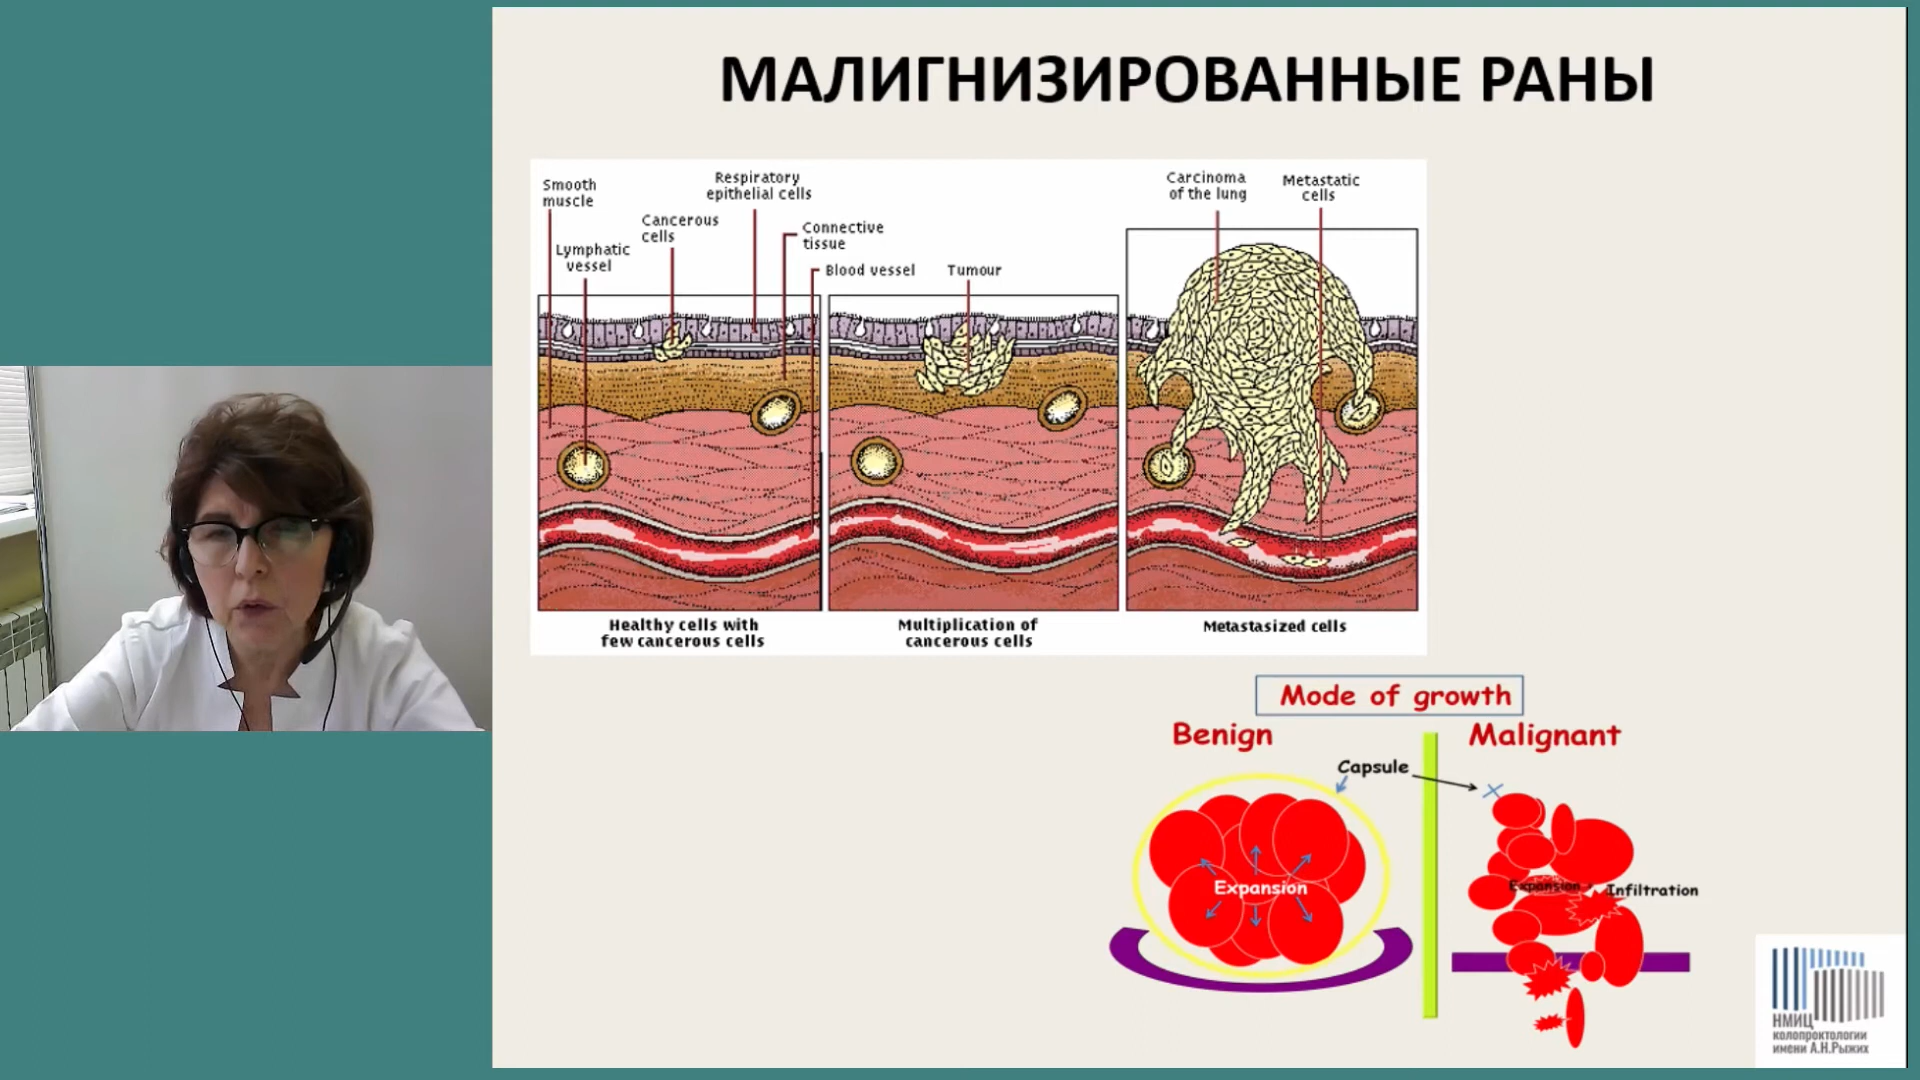 МАЛИГНИЗИРОВАННЫЕ РАНЫ
Smooth
muscle
Respiratory
epithelial cells
Carcinoma
of the lung
Metastatic
cells
Cancerous
cells
Connective
tissue
Lymphatic
vessel
Blood vessel
Tumour
Healthy cells with
few cancerous cells
Multiplication of
cancerous cells
Metastasized cells
Mode of growth
Benign
Malignant
Capsule
Expansion
Expansion
Infiltration
НМИЦ
колопроктологии
имени А.Н.Рыжих